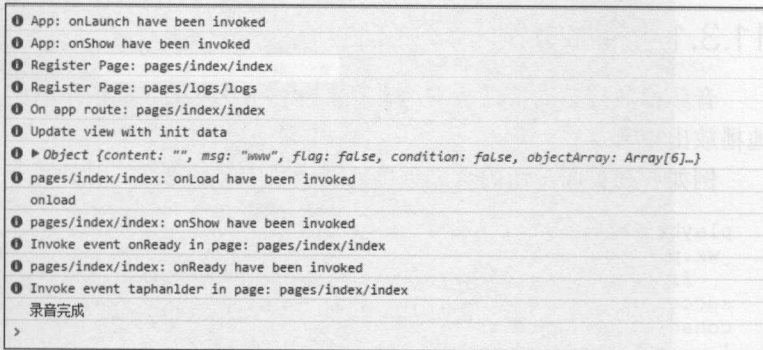 App: onLaunch have been invoked
App: onShow have been invoked
Register Page: pages/index/index
Register Page: pages/logs/logs
On app route: pages/index/index
Update view with init data
▶ Object {content: "", msg: "www", flag: false, condition: false, objectArray: Array[6]…}
pages/index/index: onLoad have been invoked
onload
pages/index/index: onShow have been invoked
Invoke event onReady in page: pages/index/index
pages/index/index: onReady have been invoked
Invoke event taphanlder in page: pages/index/index
录音完成
>